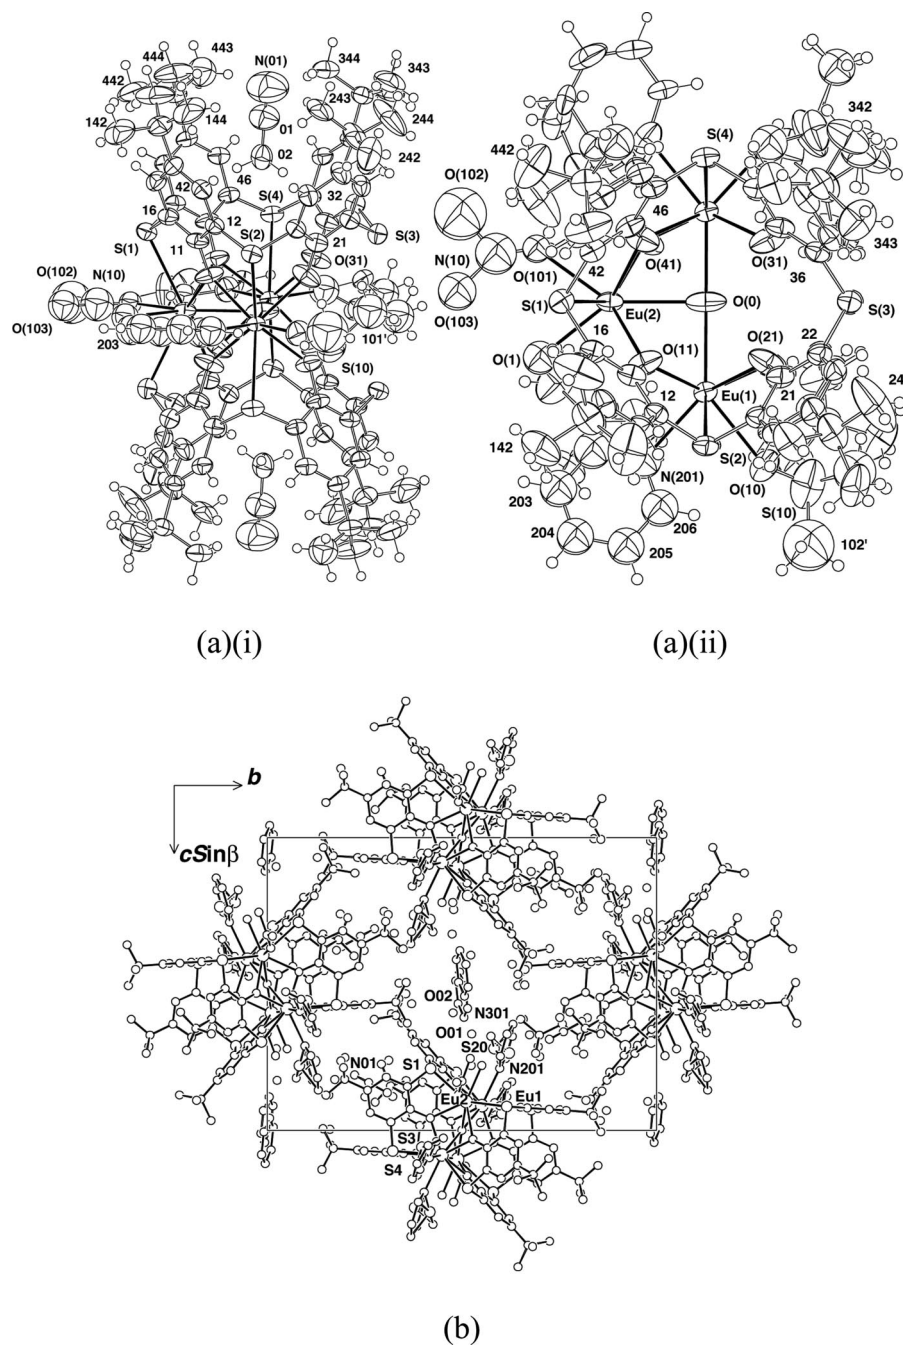 443
444
442
142
144
N(01)
344
343
243
244
242
01
02
46
42
S(4)
32
16
12
S(2)
S(3)
S(1)
11
21
O(31)
O(102)
N(10)
O(103)
203
101'
S(10)
S(4)
342
442
O(102)
46
343
N(10)
O(41)
O(31)
O(101)
42
36
O(103)
S(1)
Eu(2)
O(0)
S(3)
16
O(21)
22
O(1)
O(11)
12
Eu(1)
21
24
142
S(2)
N(201)
O(10)
203
S(10)
206
204
205
102'
(a)(i)
(a)(ii)
b
cSinβ
O02
N301
O01
S20
N01
S1
N201
Eu2
Eu1
S3
S4
(b)